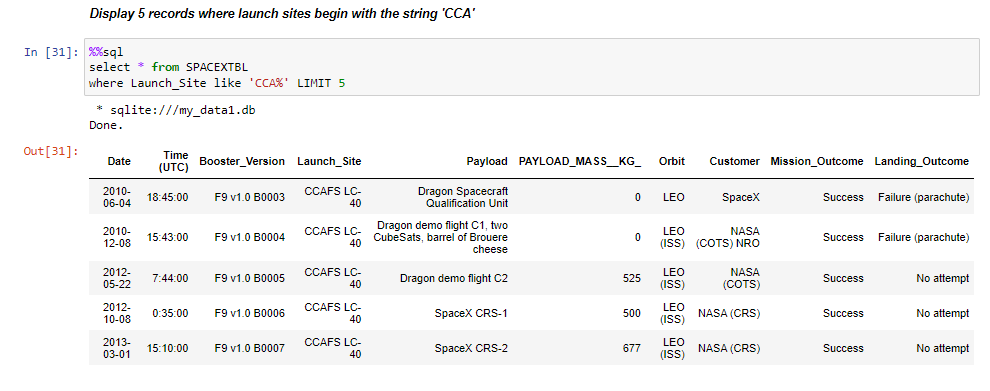 Display 5 records where launch sites begin with the string 'CCA'
In [31]: %%sql
select * from SPACEXTBL
where Launch_Site like 'CCA%' LIMIT 5
* sqlite:///my_data1.db
Done.
Out[31]:
Date Time (UTC) Booster_Version Launch_Site Payload PAYLOAD_MASS__KG_ Orbit Customer Mission_Outcome Landing_Outcome
2010-06-04 18:45:00 F9 v1.0 B0003 CCAFS LC-40 Dragon Spacecraft Qualification Unit 0 LEO SpaceX Success Failure (parachute)
2010-12-08 15:43:00 F9 v1.0 B0004 CCAFS LC-40 Dragon demo flight C1, two CubeSats, barrel of Brouere cheese 0 LEO (ISS) NASA (COTS) NRO Success Failure (parachute)
2012-05-22 7:44:00 F9 v1.0 B0005 CCAFS LC-40 Dragon demo flight C2 525 LEO (ISS) NASA (COTS) Success No attempt
2012-10-08 0:35:00 F9 v1.0 B0006 CCAFS LC-40 SpaceX CRS-1 500 LEO (ISS) NASA (CRS) Success No attempt
2013-03-01 15:10:00 F9 v1.0 B0007 CCAFS LC-40 SpaceX CRS-2 677 LEO (ISS) NASA (CRS) Success No attempt